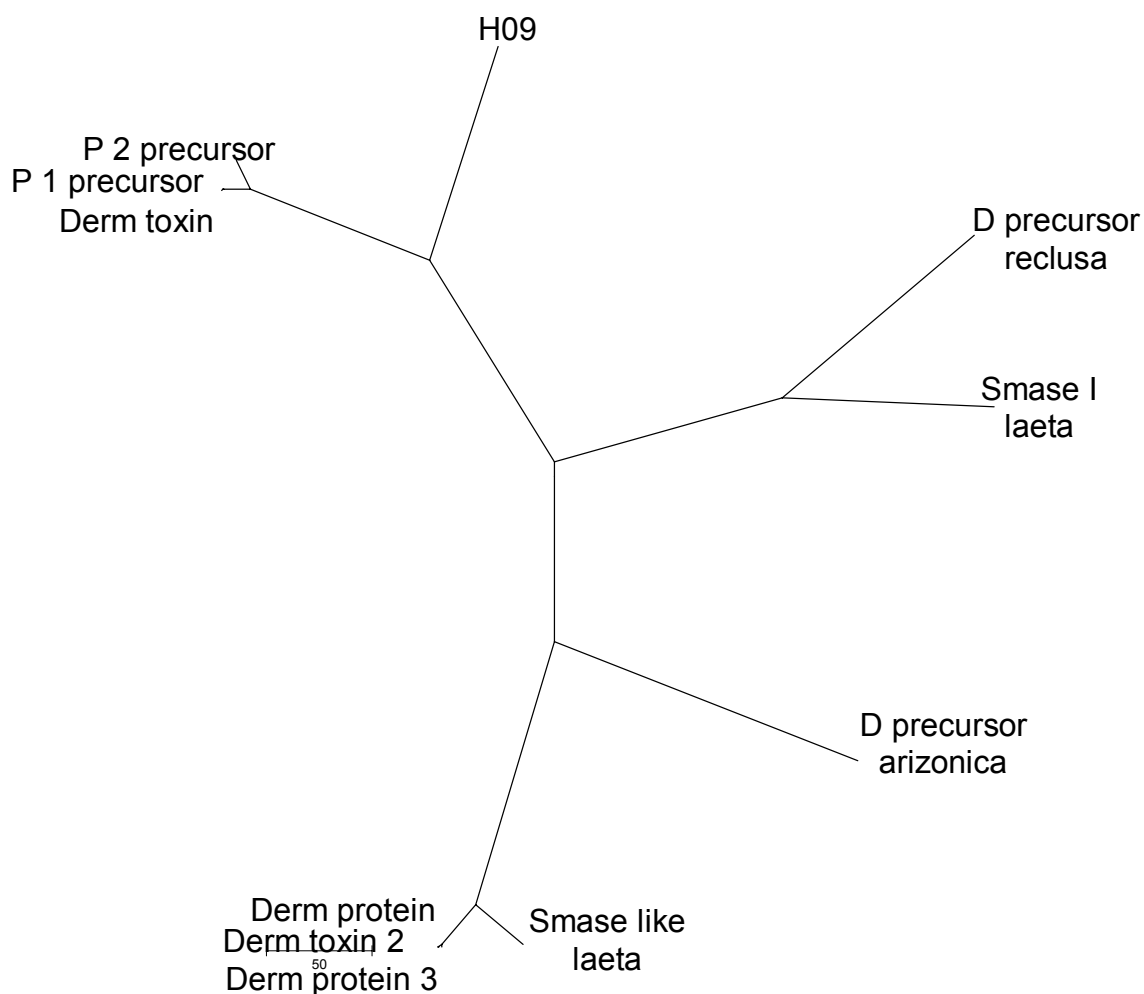 H09
P 2 precursor
P 1 precursor
Derm toxin
D precursor
reclusa
Smase I
laeta
D precursor
arizonica
Derm protein
Derm toxin 2
50
Derm protein 3
Smase like
laeta